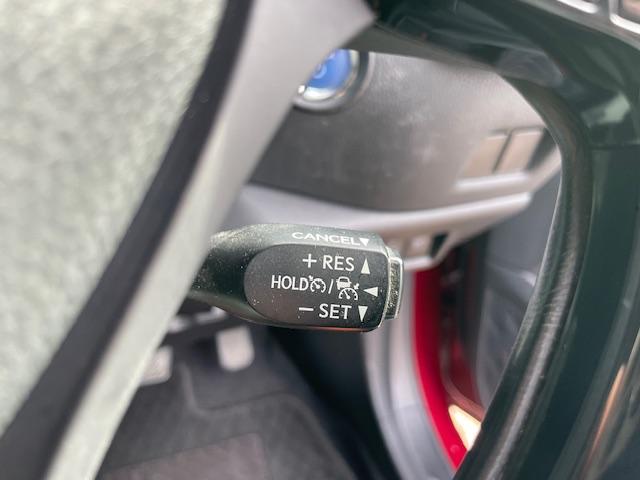 CANCEL▼
+ RES ▲
HOLD / ◀
− SET ▼